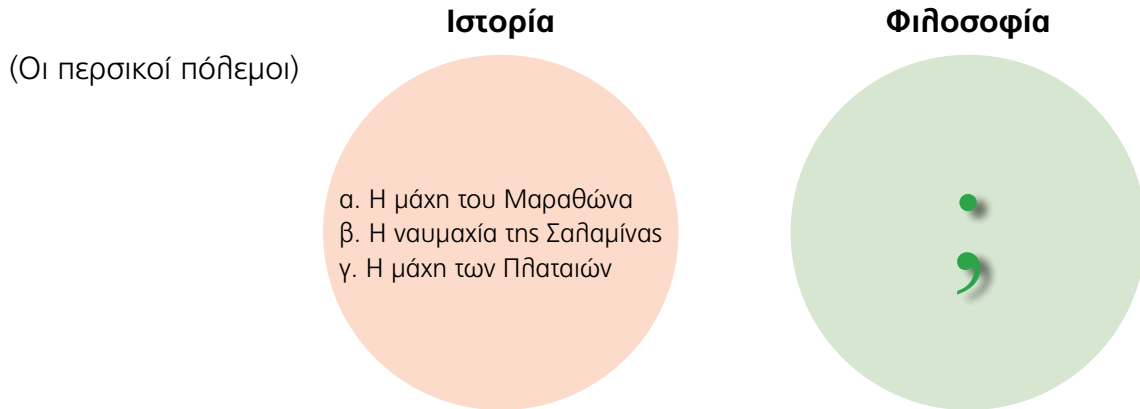 Ιστορία
Φιλοσοφία
(Οι περσικοί πόλεμοι)
α. Η μάχη του Μαραθώνα
β. Η ναυμαχία της Σαλαμίνας
γ. Η μάχη των Πλαταιών
;